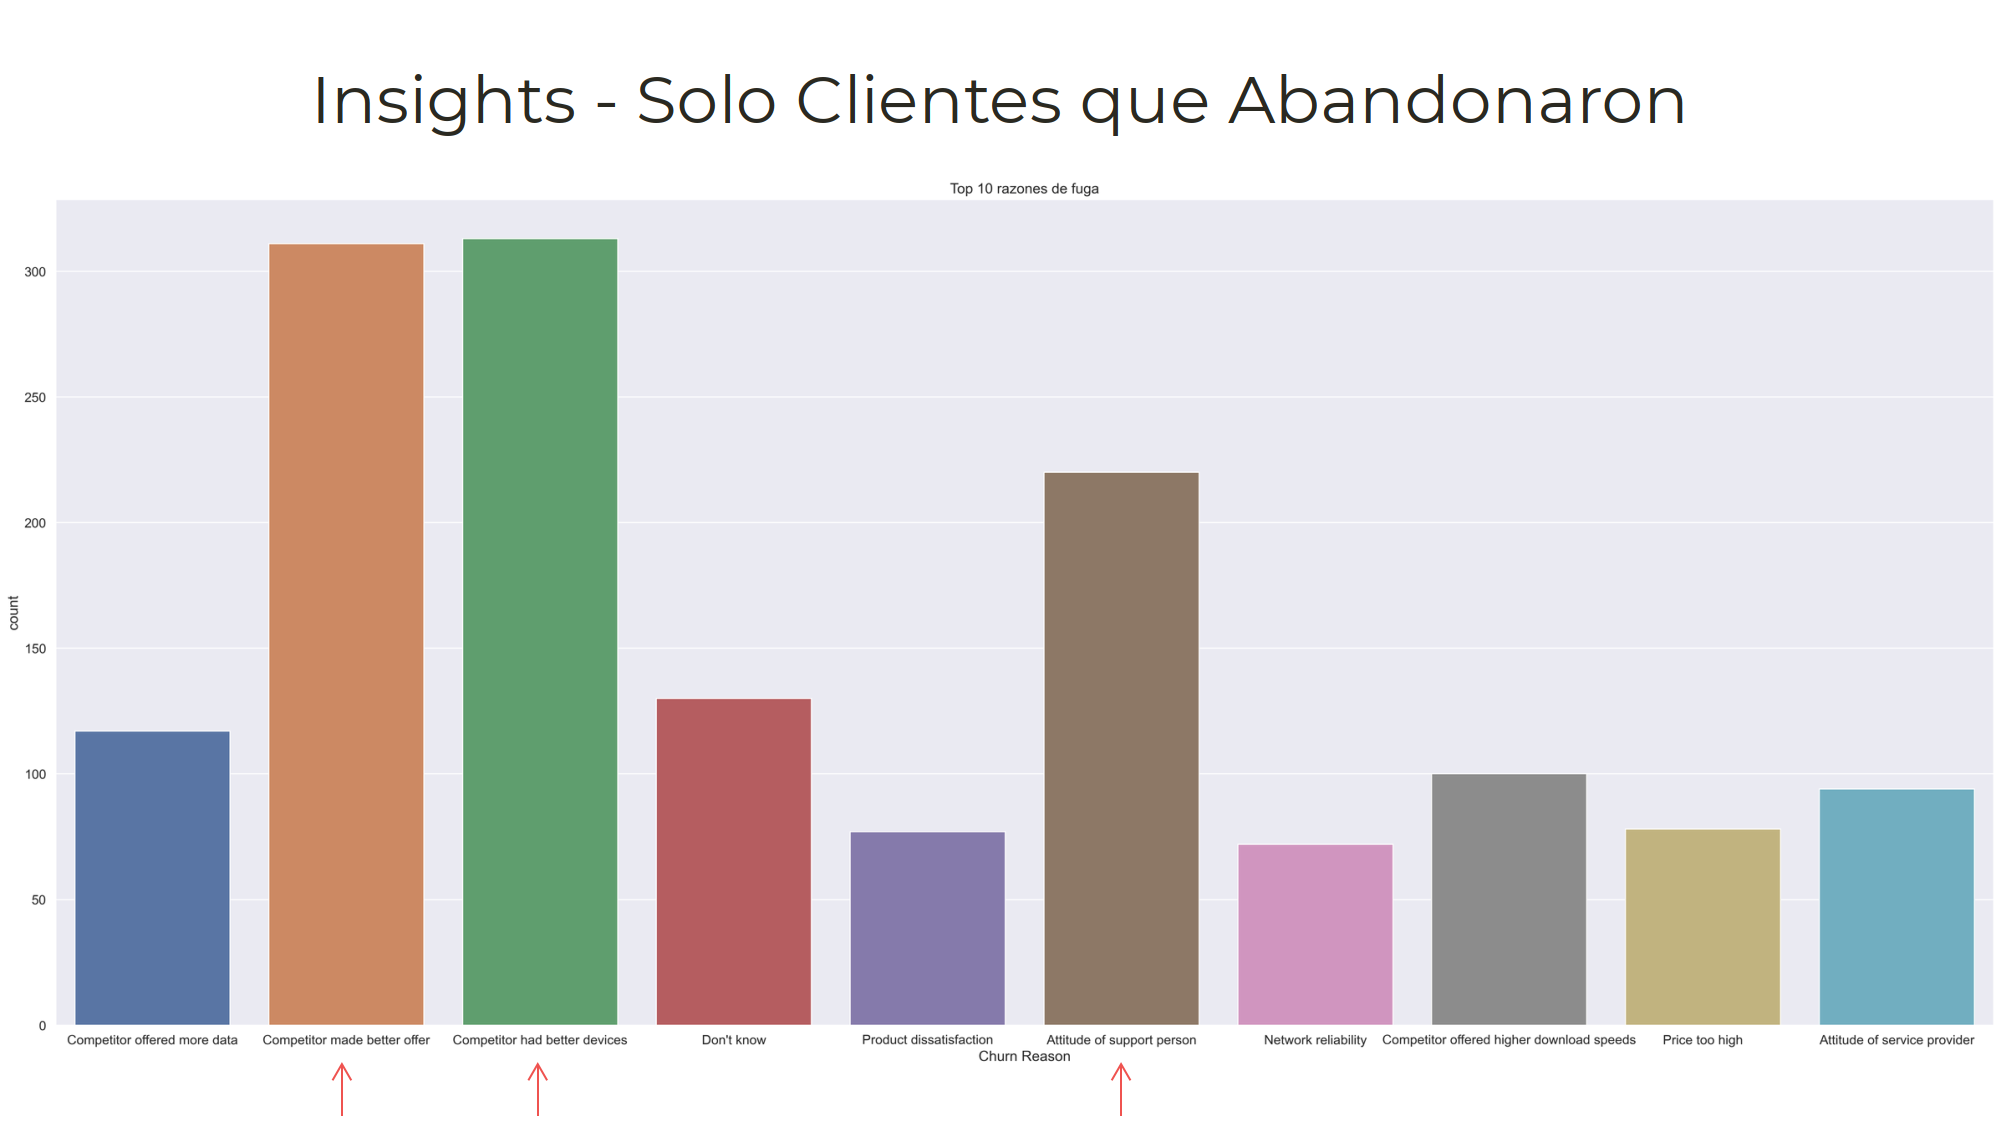 Insights - Solo Clientes que Abandonaron
Top 10 razones de fuga
300
250
200
150
100
50
0
count
Competitor offered more data
Competitor made better offer
Competitor had better devices
Don't know
Product dissatisfaction
Attitude of support person
Network reliability
Competitor offered higher download speeds
Price too high
Attitude of service provider
Churn Reason